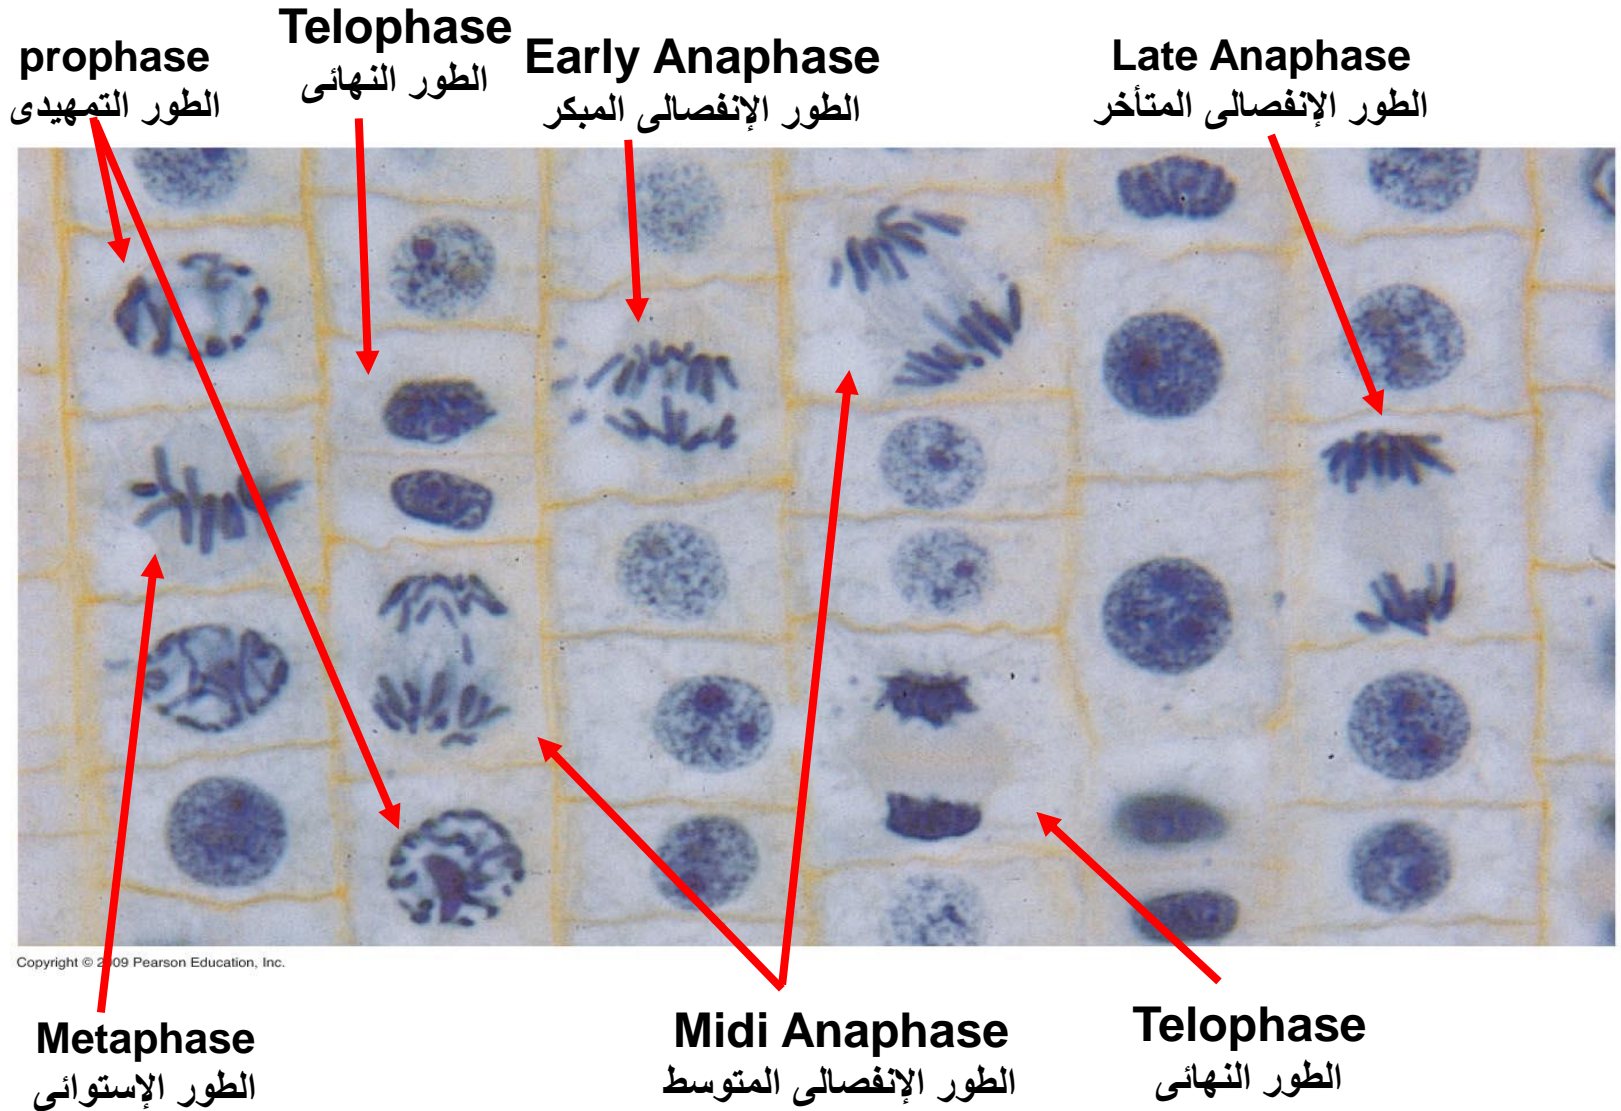 prophase
الطور التمهيدى
Telophase
الطور النهائى
Early Anaphase
الطور الإنفصالى المبكر
Late Anaphase
الطور الإنفصالى المتأخر
Copyright © 2009 Pearson Education, Inc.
Metaphase
الطور الإستوائى
Midi Anaphase
الطور الإنفصالى المتوسط
Telophase
الطور النهائى